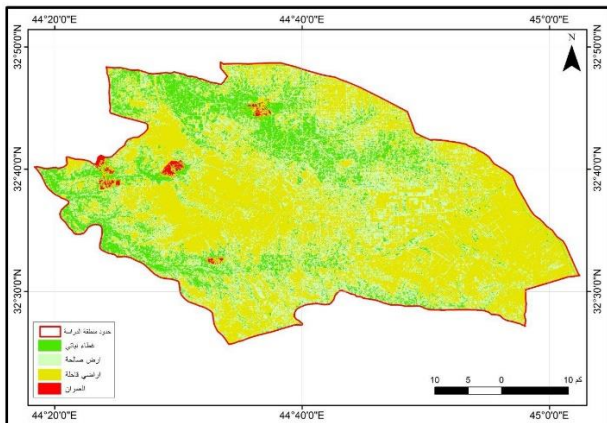 44°20'0"E 44°40'0"E 45°0'0"E
32°50'0"N 32°50'0"N
N
32°40'0"N 32°40'0"N
32°30'0"N 32°30'0"N
حدود منطقة الدراسة
غطاء نباتي
ارض صالحة
اراضي قاحلة
العمران
10 5 0 10 كم
44°20'0"E 44°40'0"E 45°0'0"E